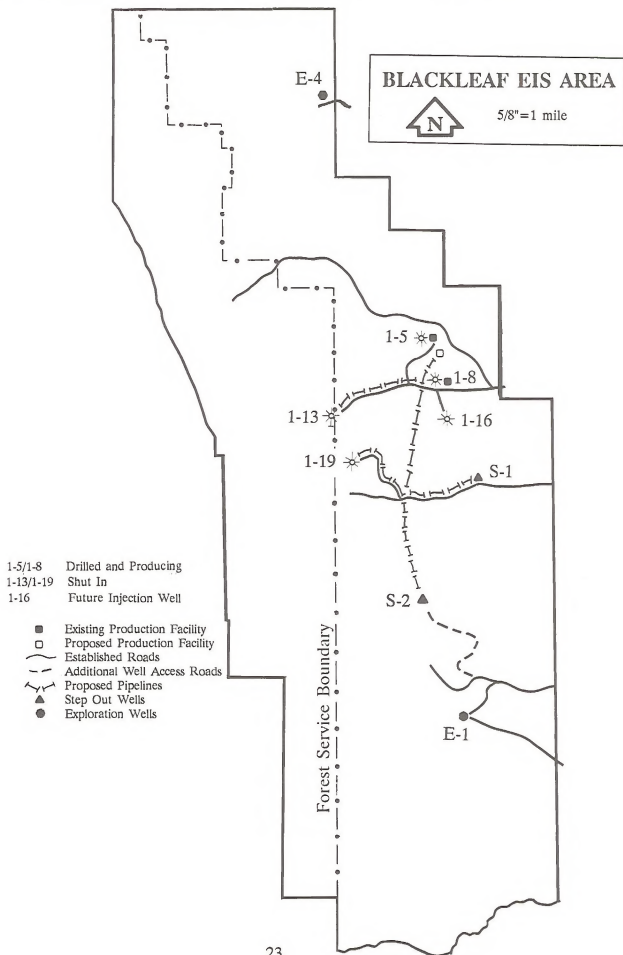 E-4
BLACKLEAF EIS AREA
N
5/8"=1 mile
1-5
1-8
1-13
1-16
1-19
S-1
1-5/1-8 Drilled and Producing
1-13/1-19 Shut In
1-16 Future Injection Well
S-2
Existing Production Facility
Proposed Production Facility
Established Roads
Additional Well Access Roads
Proposed Pipelines
Step Out Wells
Exploration Wells
Forest Service Boundary
E-1
23